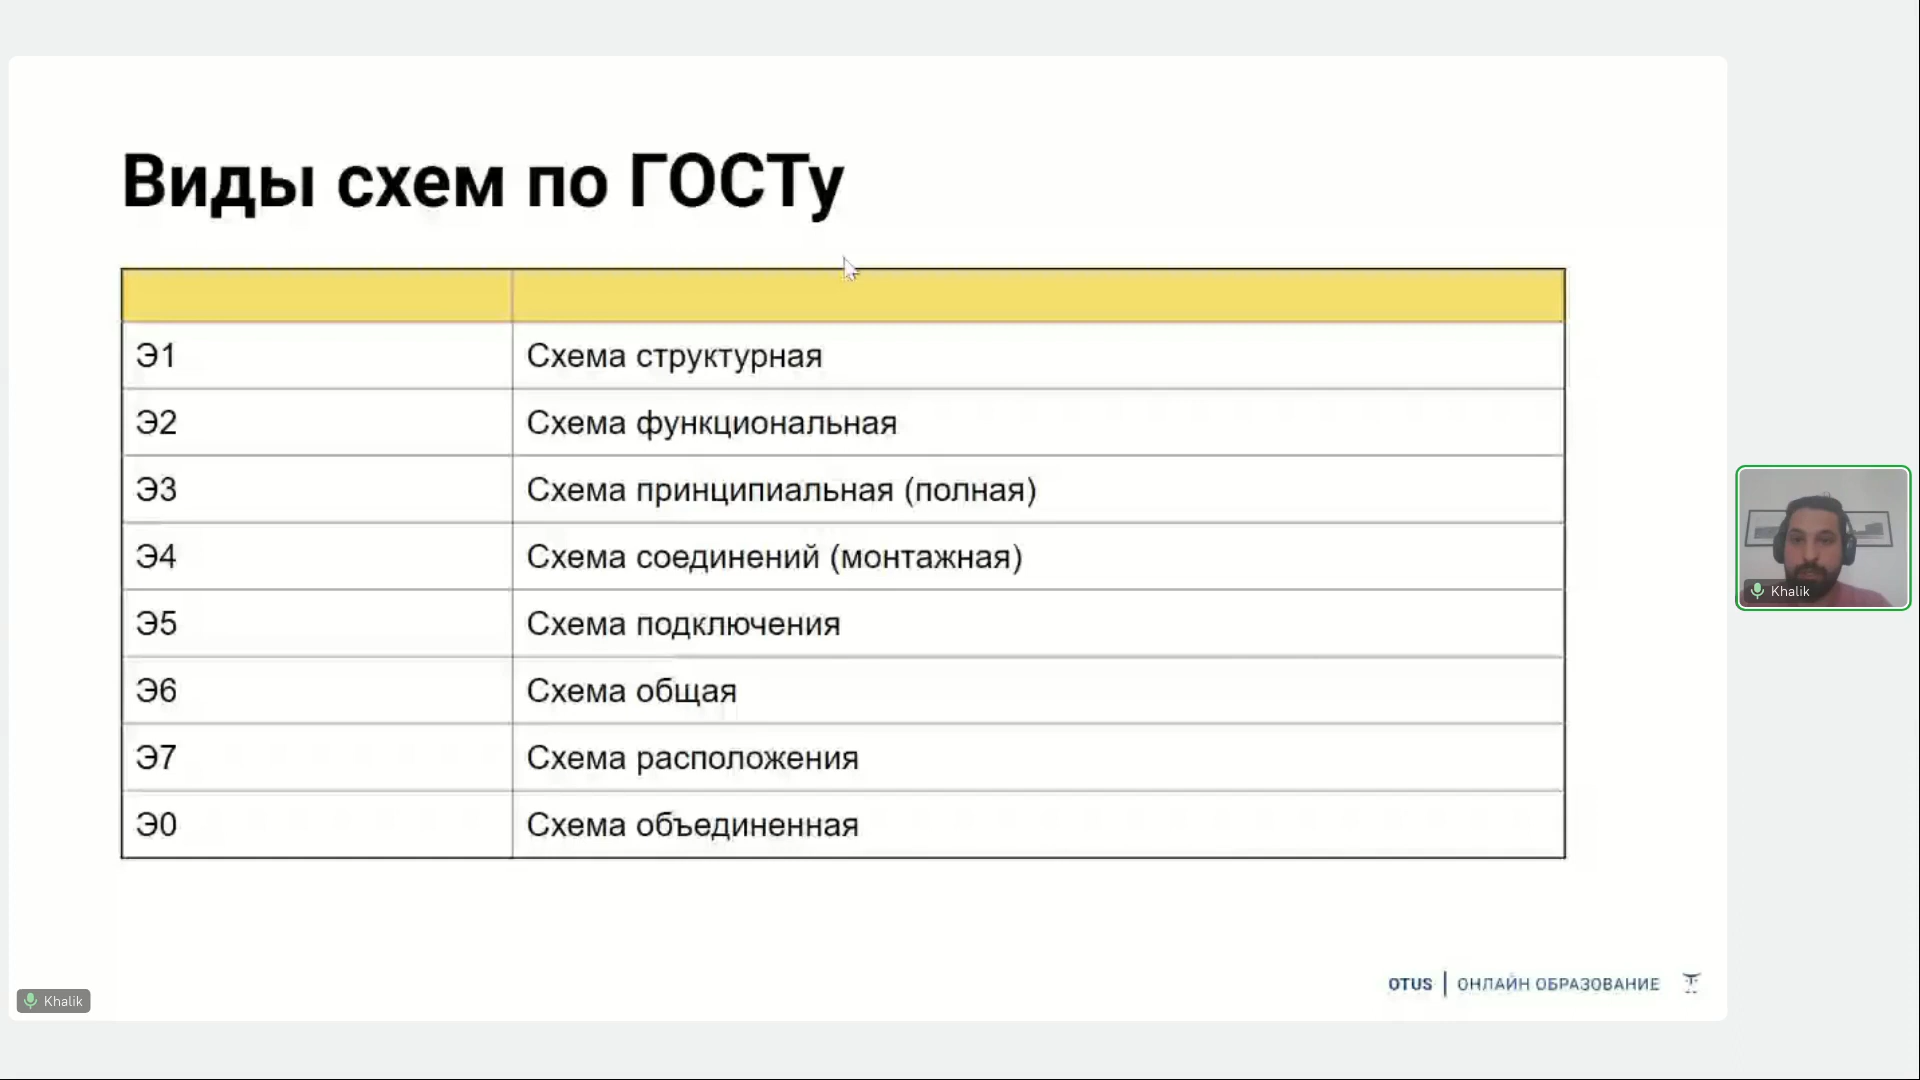 Виды схем по ГОСТу
Э1 Схема структурная
Э2 Схема функциональная
Э3 Схема принципиальная (полная)
Э4 Схема соединений (монтажная)
Э5 Схема подключения
Э6 Схема общая
Э7 Схема расположения
Э0 Схема объединенная
Khalik
OTUS | ОНЛАЙН ОБРАЗОВАНИЕ
Khalik